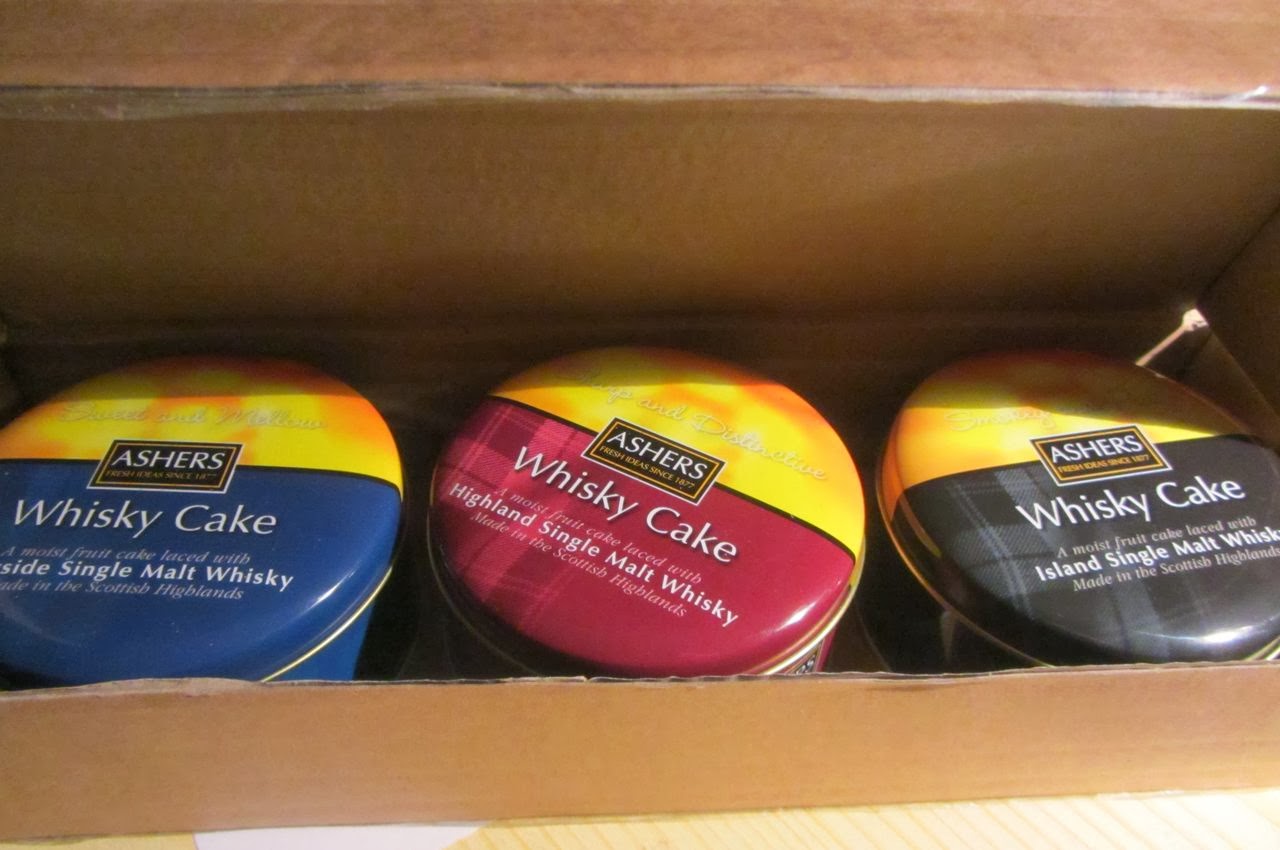 Sweet and Mellow
ASHERS
FRESH IDEAS SINCE 1877
Whisky Cake
A moist fruit cake laced with
side Single Malt Whisky
ade in the Scottish Highlands
and Distinctive
ASHERS
FRESH IDEAS SINCE 1877
Whisky Cake
A moist fruit cake laced with
Highland Single Malt Whisky
Made in the Scottish Highlands
Smokey
ASHERS
FRESH IDEAS SINCE 1877
Whisky Cake
A moist fruit cake laced with
Island Single Malt Whisk
Made in the Scottish Highlands